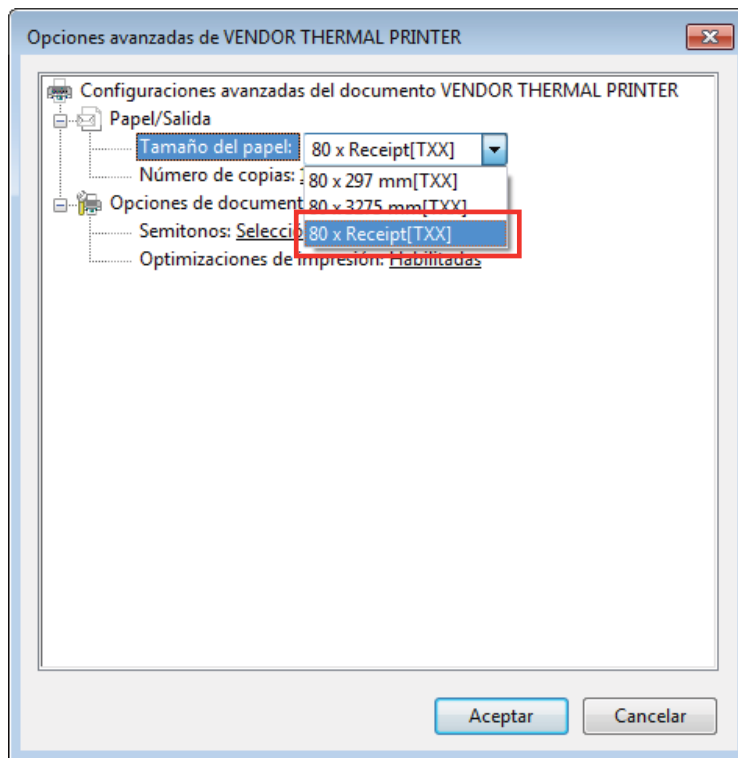 Opciones avanzadas de VENDOR THERMAL PRINTER
Configuraciones avanzadas del documento VENDOR THERMAL PRINTER
Papel/Salida
Tamaño del papel: 80 x Receipt[TXX]
Número de copias:
80 x 297 mm[TXX]
Opciones de document
80 x 3275 mm[TXX]
Semitonos: Selecció
80 x Receipt[TXX]
Optimizaciones de impresión: Habilitadas
Aceptar
Cancelar